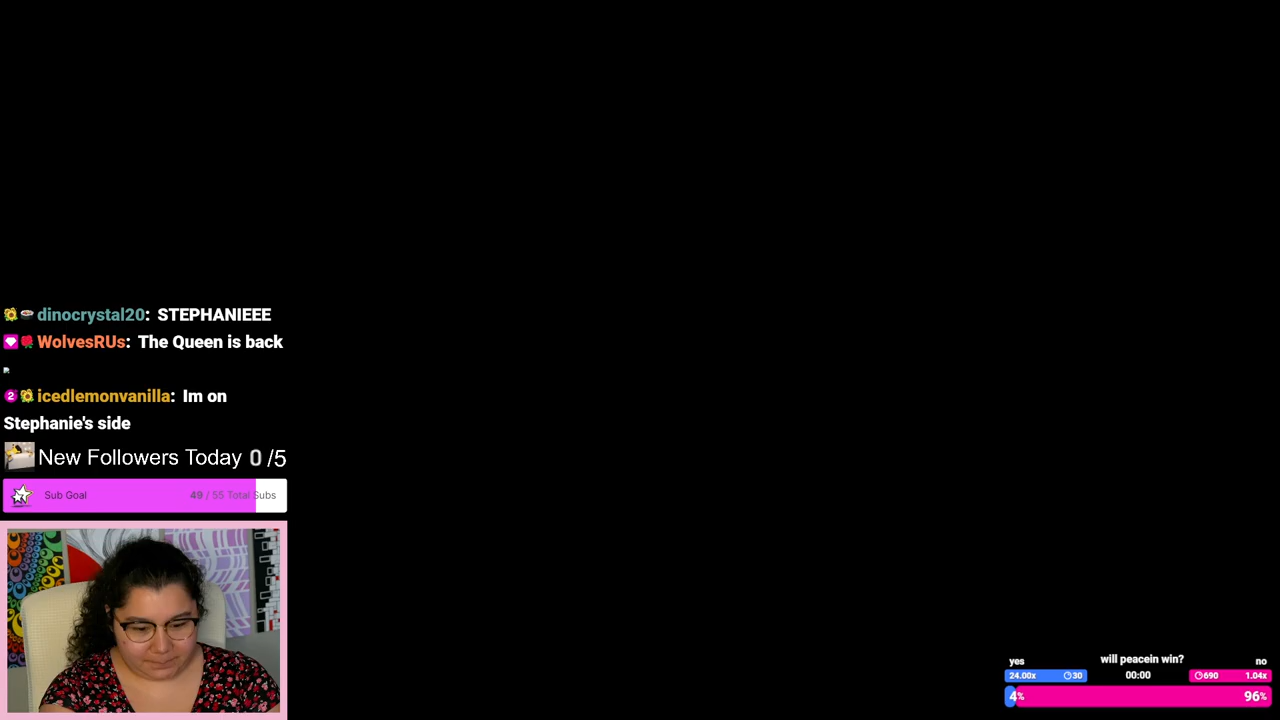 dinocrystal20: STEPHANIEEE
WolvesRUs: The Queen is back
2 icedlemonvanilla: Im on
Stephanie's side
New Followers Today 0 /5
Sub Goal 49 / 55 Total Subs
yes will peacein win? no
24.00x 30 00:00 690 1.04x
4% 96%